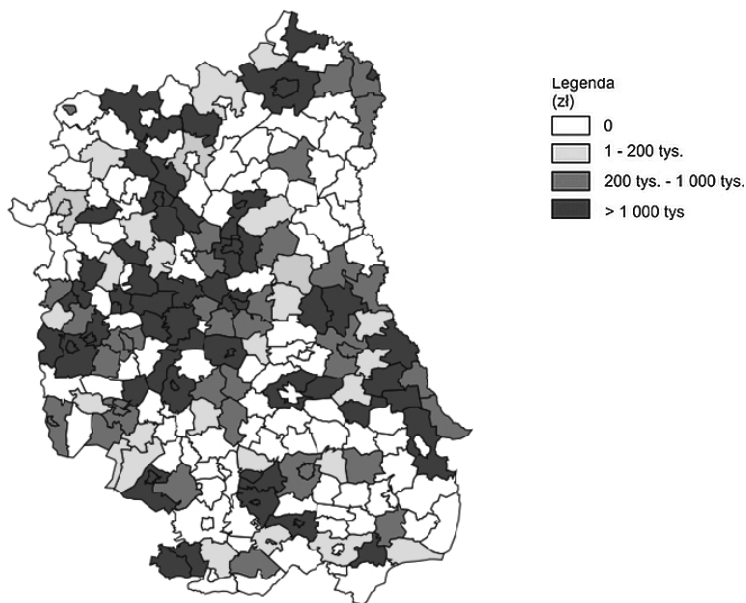 Legenda
(zł)
0
1 - 200 tys.
200 tys. - 1 000 tys.
> 1 000 tys